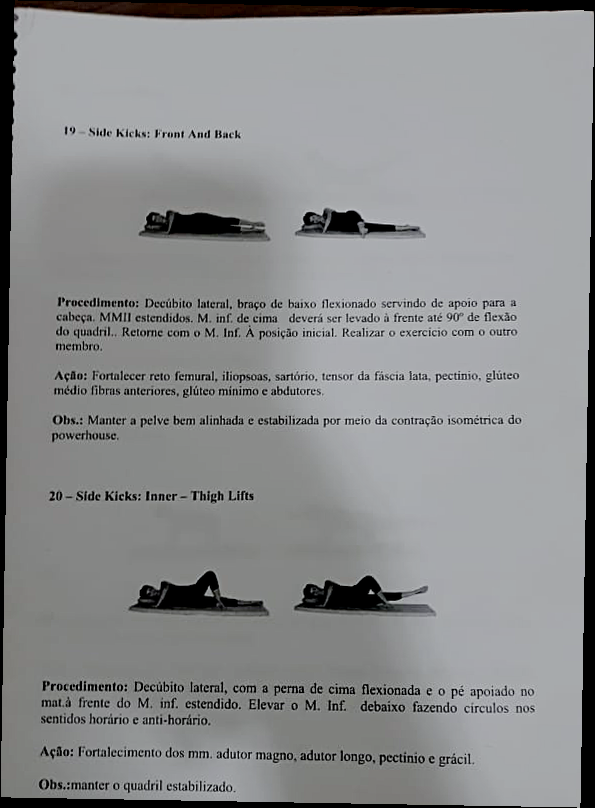 19 – Side Kicks: Front And Back
Procedimento: Decúbito lateral, braço de baixo flexionado servindo de apoio para a
cabeça. MMII estendidos. M. inf. de cima deverá ser levado à frente até 90º de flexão
do quadril.. Retorne com o M. Inf. À posição inicial. Realizar o exercicio com o outro
membro.
Ação: Fortalecer reto femural, iliopsoas, sartório, tensor da fáscia lata, pectinio, glúteo
médio fibras anteriores, glúteo mínimo e abdutores.
Obs.: Manter a pelve bem alinhada e estabilizada por meio da contração isométrica do
powerhouse.
20 – Side Kicks: Inner – Thigh Lifts
Procedimento: Decúbito lateral, com a perna de cima flexionada e o pé apoiado no
mat.à frente do M. inf. estendido. Elevar o M. Inf. debaixo fazendo círculos nos
sentidos horário e anti-horário.
Ação: Fortalecimento dos mm. adutor magno, adutor longo, pectinio e grácil.
Obs.:manter o quadril estabilizado.